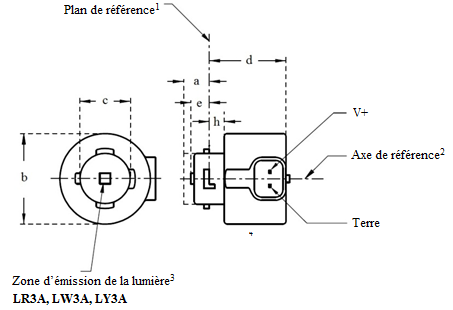 Plan de référence¹
d
a
c
e
h
V+
Axe de référence²
b
Terre
Zone d'émission de la lumière³
LR3A, LW3A, LY3A